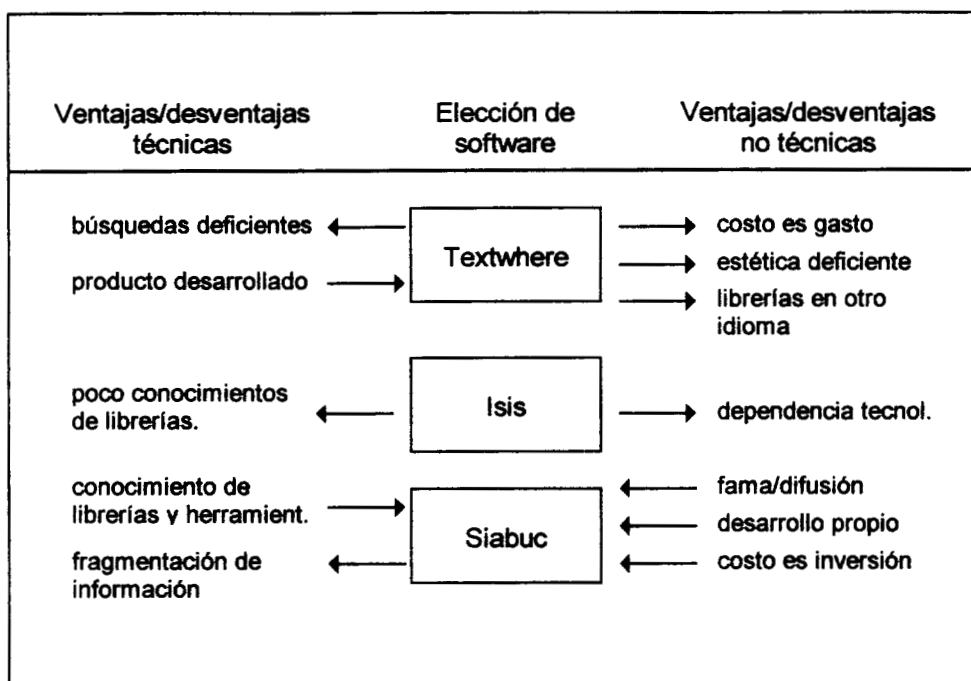 Ventajas/desventajas
técnicas
Elección de
software
Ventajas/desventajas
no técnicas
búsquedas deficientes
producto desarrollado
Textwhere
costo es gasto
estética deficiente
librerías en otro
idioma
poco conocimientos
de librerías.
Isis
dependencia tecnol.
conocimiento de
librerías y herramient.
fragmentación de
información
Siabuc
fama/difusión
desarrollo propio
costo es inversión